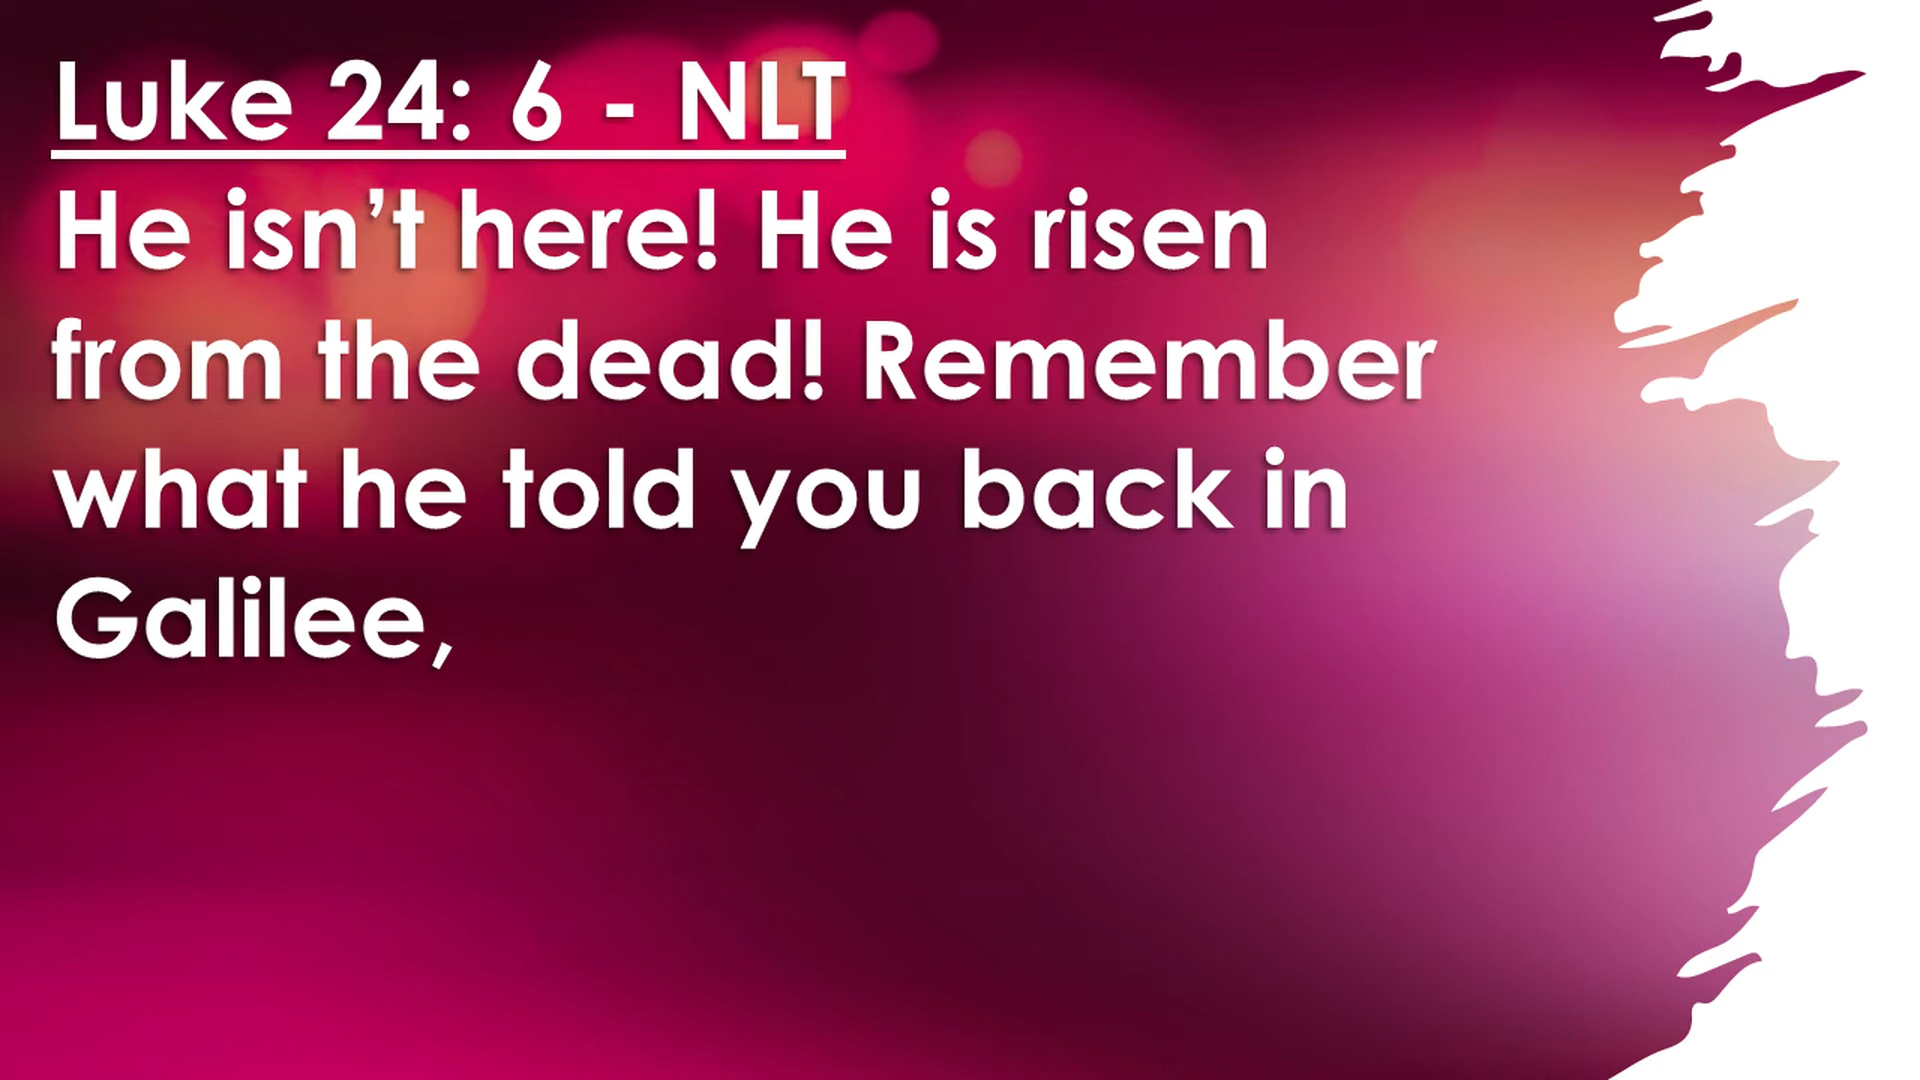 Luke 24: 6 - NLT
He isn’t here! He is risen
from the dead! Remember
what he told you back in
Galilee,